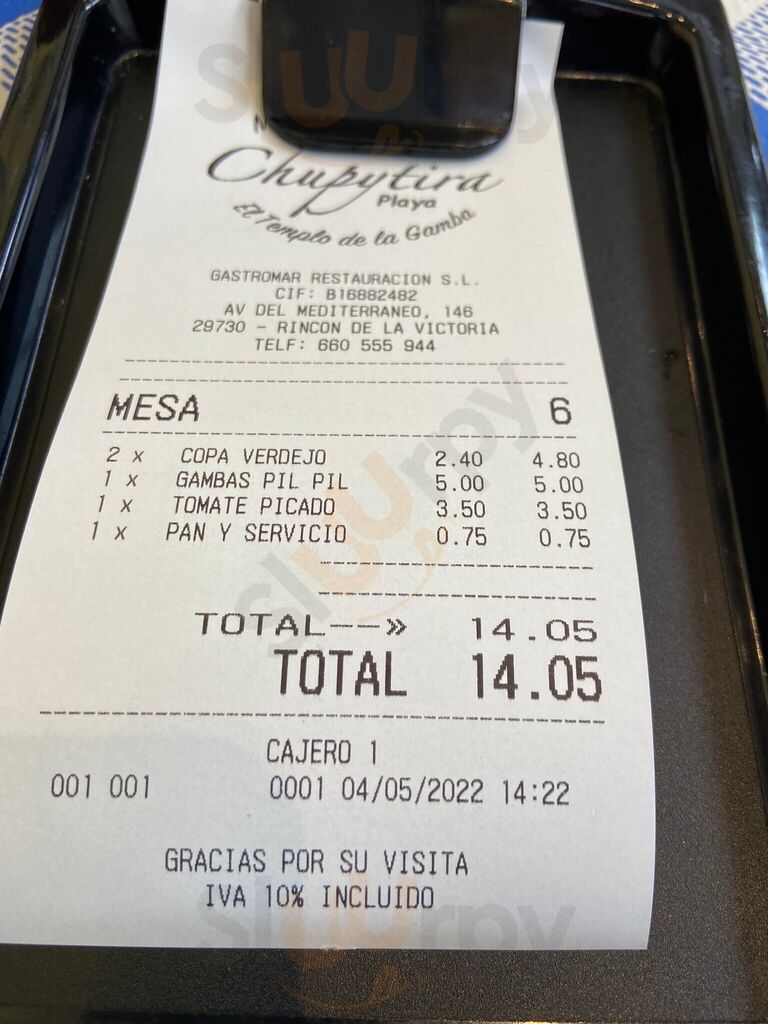 Chupytira
Playa
El Templo de la Gamba
GASTROMAR RESTAURACION S.L.
CIF: B16882482
AV DEL MEDITERRANEO, 146
29730 - RINCON DE LA VICTORIA
TELF: 660 555 944
MESA 6
2 x COPA VERDEJO 2.40 4.80
1 x GAMBAS PIL PIL 5.00 5.00
1 x TOMATE PICADO 3.50 3.50
1 x PAN Y SERVICIO 0.75 0.75
TOTAL--» 14.05
TOTAL 14.05
CAJERO 1
001 001 0001 04/05/2022 14:22
GRACIAS POR SU VISITA
IVA 10% INCLUIDO
sluurpy
sluurpy
sluurpy